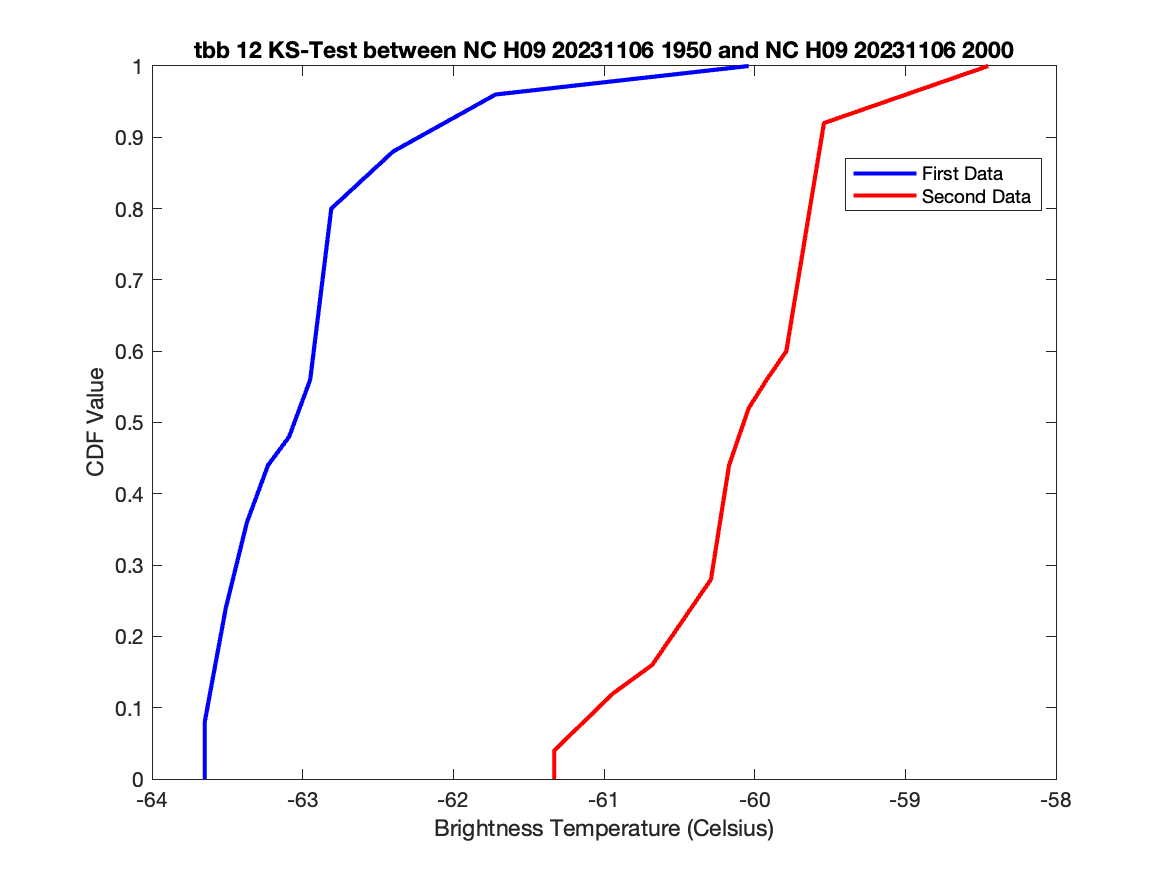 tbb 12 KS-Test between NC H09 20231106 1950 and NC H09 20231106 2000
1
0.9
0.8
0.7
0.6
0.5
0.4
0.3
0.2
0.1
0
CDF Value
First Data
Second Data
-64 -63 -62 -61 -60 -59 -58
Brightness Temperature (Celsius)